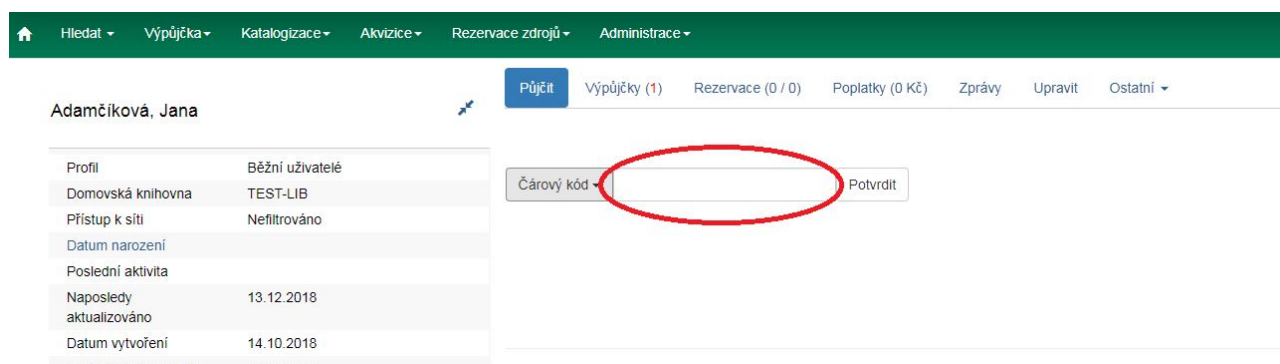 Hledat Výpůjčka Katalogizace Akvizice Rezervace zdrojů Administrace
Půjčit Výpůjčky (1) Rezervace (0 / 0) Poplatky (0 Kč) Zprávy Upravit Ostatní
Adamčíková, Jana
Čárový kód Potvrdit
Profil Běžní uživatelé
Domovská knihovna TEST-LIB
Přístup k síti Nefiltrováno
Datum narození
Poslední aktivita
Naposledy aktualizováno 13.12.2018
Datum vytvoření 14.10.2018